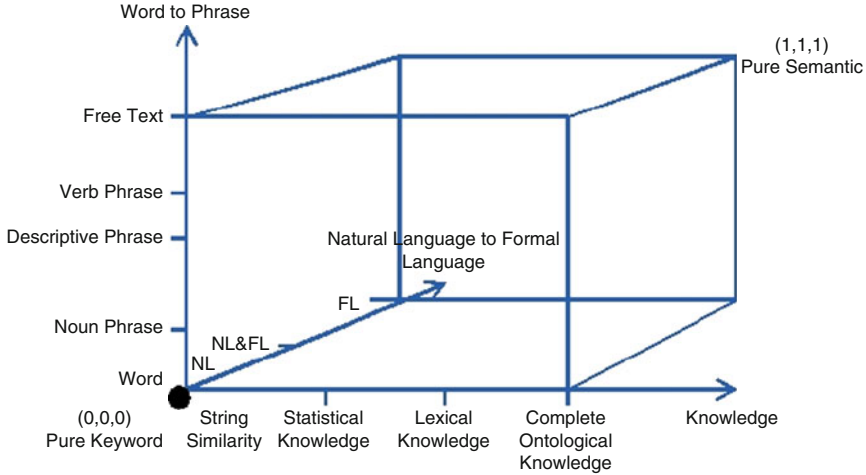 Word to Phrase
(1,1,1)
Pure Semantic
Free Text
Verb Phrase
Descriptive Phrase
Natural Language to Formal
Language
FL
Noun Phrase
NL&FL
NL
Word
(0,0,0)
Pure Keyword
String
Similarity
Statistical
Knowledge
Lexical
Knowledge
Complete
Ontological
Knowledge
Knowledge